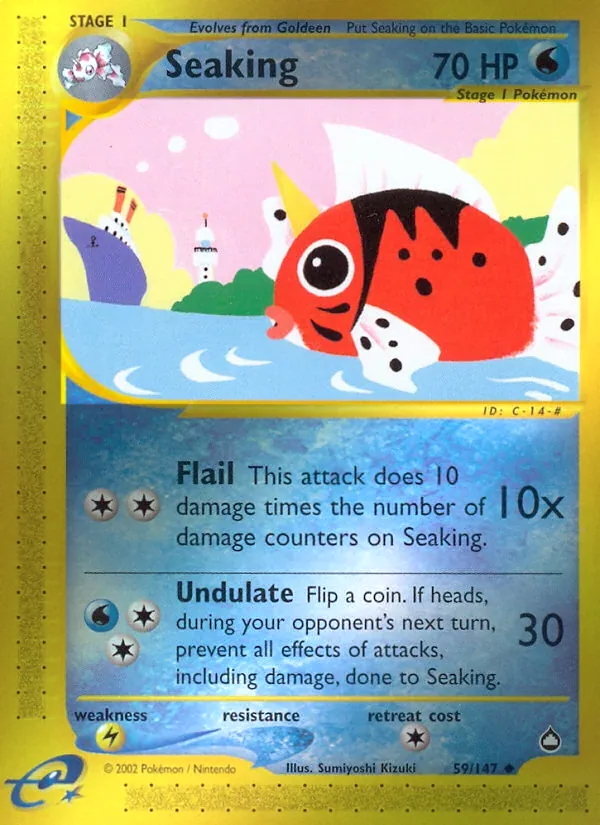 STAGE 1
Evolves from Goldeen Put Seaking on the Basic Pokémon
Seaking 70 HP
Stage 1 Pokémon
ID: C-14-#
Flail This attack does 10
damage times the number of
damage counters on Seaking.
10x
Undulate Flip a coin. If heads,
during your opponent's next turn,
prevent all effects of attacks,
including damage, done to Seaking.
30
weakness resistance retreat cost
© 2002 Pokémon / Nintendo Illus. Sumiyoshi Kizuki 59/147
e